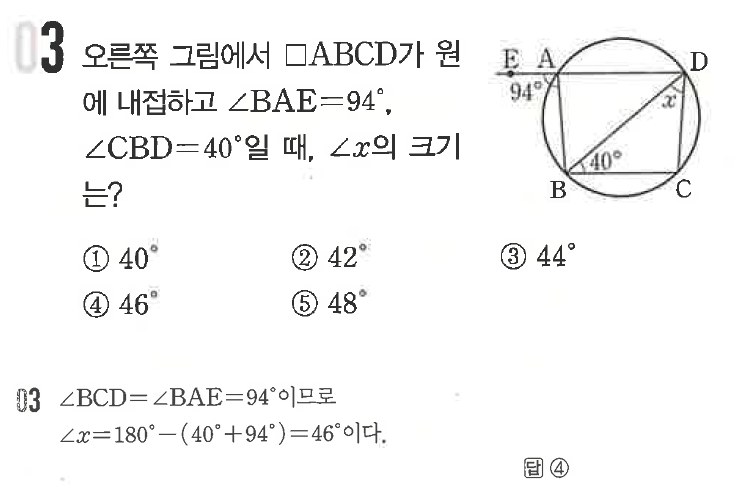 03 오른쪽 그림에서 □ABCD가 원
에 내접하고 ∠BAE=94°,
∠CBD=40°일 때, ∠x의 크기
는?
E A D
94° x
40°
B C
① 40° ② 42° ③ 44°
④ 46° ⑤ 48°
03 ∠BCD=∠BAE=94°이므로
∠x=180°-(40°+94°)=46°이다.
답 ④